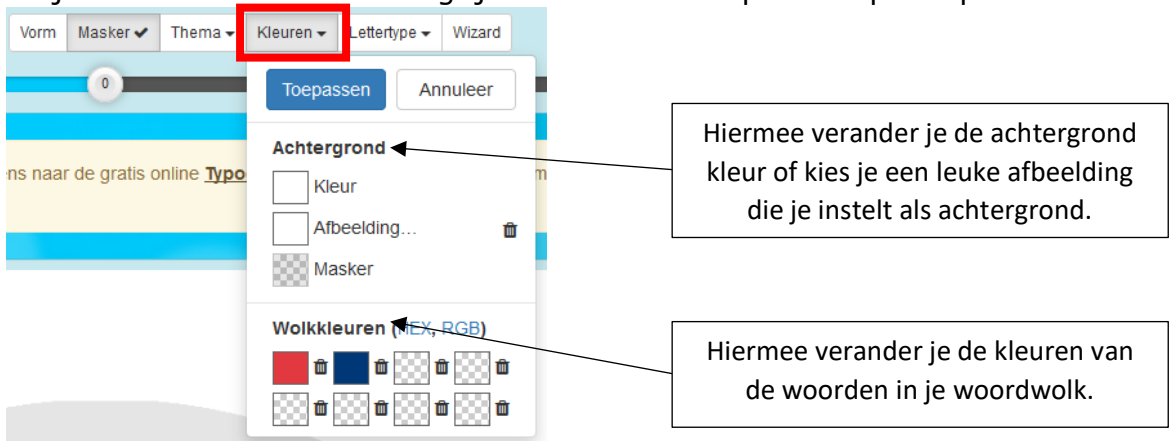 Vorm Masker Thema Kleuren Lettertype Wizard
0
Toepassen Annuleer
Achtergrond
ens naar de gratis online Typo
Kleur
Afbeelding...
Masker
Wolkkleuren (HEX, RGB)
Hiermee verander je de achtergrond
kleur of kies je een leuke afbeelding
die je instelt als achtergrond.
Hiermee verander je de kleuren van
de woorden in je woordwolk.